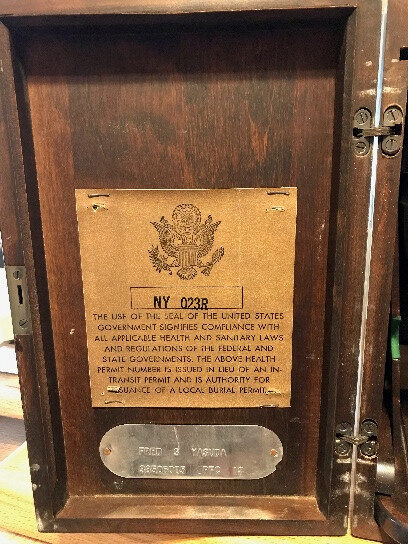 NY 023R
THE USE OF THE SEAL OF THE UNITED STATES
GOVERNMENT SIGNIFIES COMPLIANCE WITH
ALL APPLICABLE HEALTH AND SANITARY LAWS
AND REGULATIONS OF THE FEDERAL AND
STATE GOVERNMENTS. THE ABOVE HEALTH
PERMIT NUMBER IS ISSUED IN LIEU OF AN IN-
TRANSIT PERMIT AND IS AUTHORITY FOR
ISSUANCE OF A LOCAL BURIAL PERMIT.
FRED S YASUDA
PFC